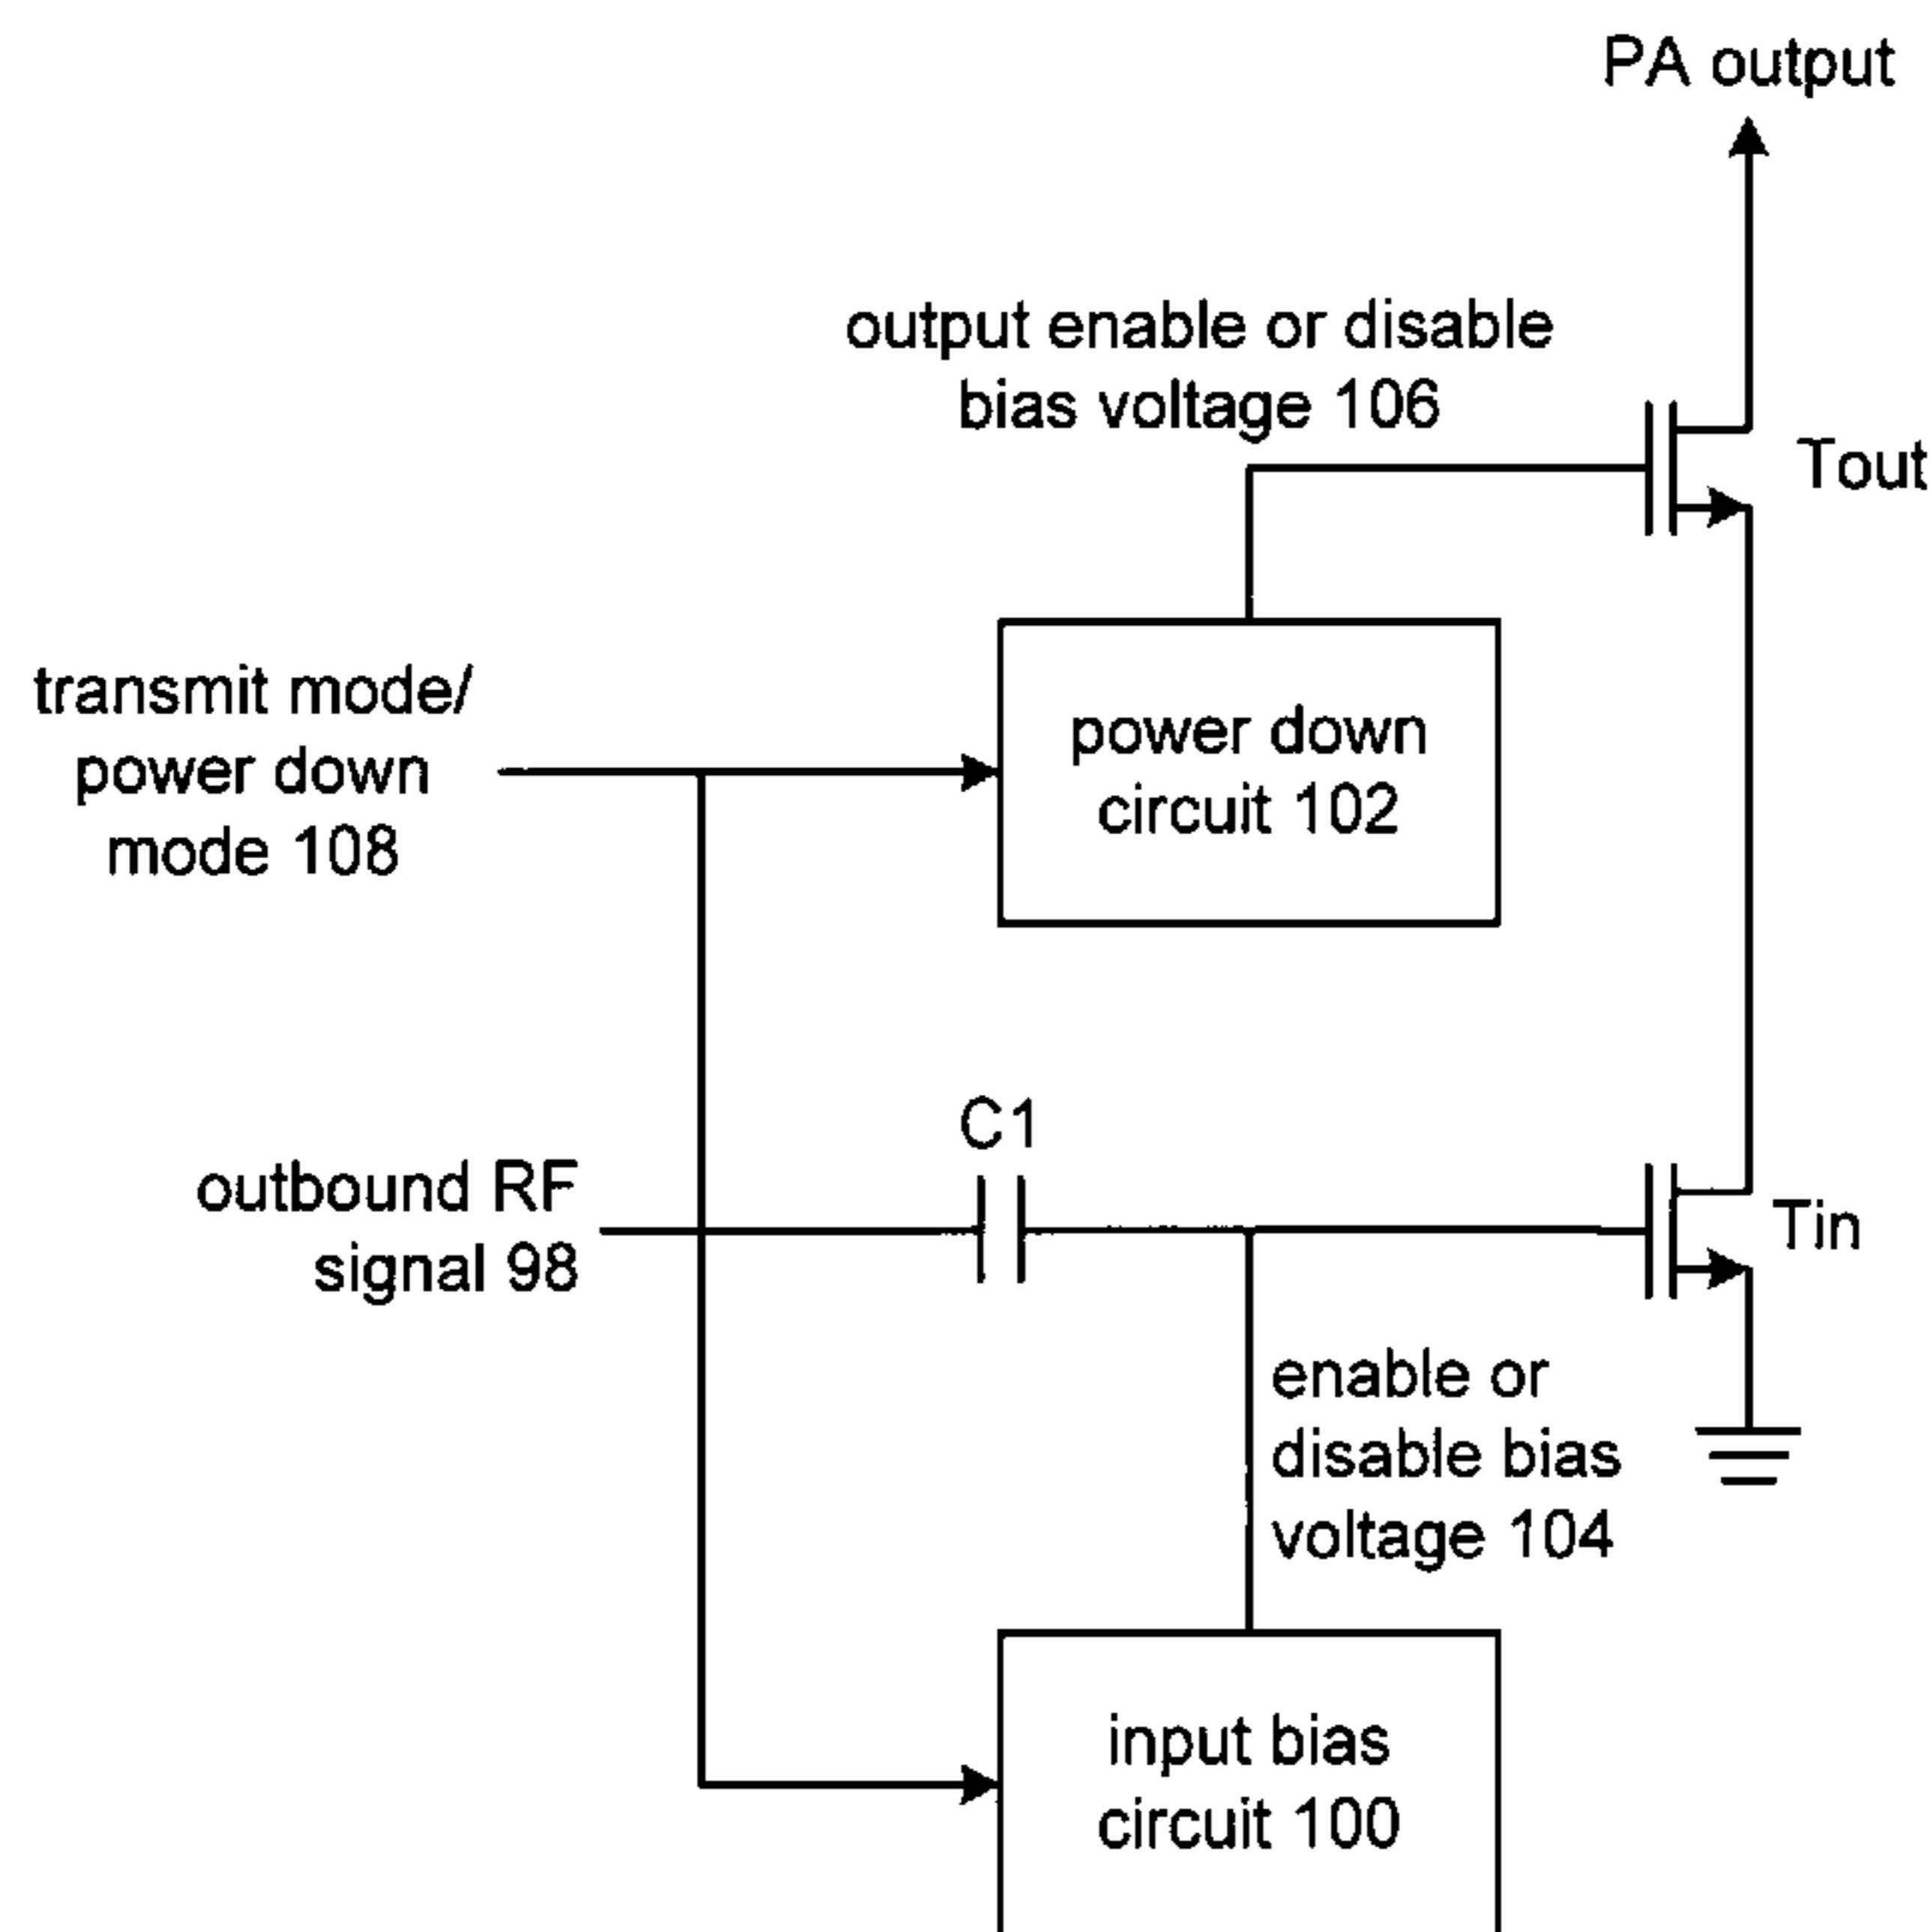 PA output
output enable or disable
bias voltage 106
Tout
transmit mode/
power down
mode 108
power down
circuit 102
C1
outbound RF
signal 98
Tin
enable or
disable bias
voltage 104
input bias
circuit 100